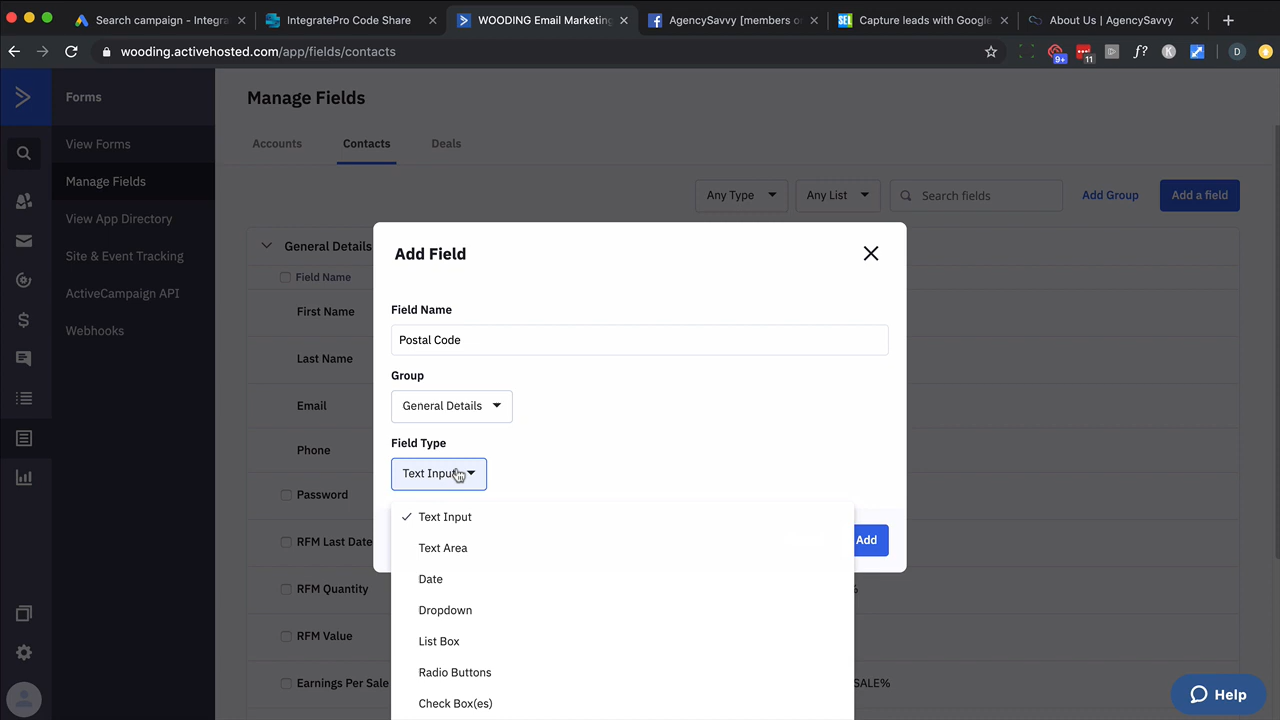 Search campaign - Integra
IntegratePro Code Share
WOODING Email Marketing
AgencySavvy [members o
SEL
Capture leads with Google
About Us | AgencySavvy
wooding.activehosted.com/app/fields/contacts
9+
11
f?
K
D
Forms
View Forms
Manage Fields
View App Directory
Site & Event Tracking
ActiveCampaign API
Webhooks
Manage Fields
Accounts
Contacts
Deals
Any Type
Any List
Search fields
Add Group
Add a field
General Details
Field Name
First Name
Last Name
Email
Phone
Password
RFM Last Date
RFM Quantity
%
RFM Value
Earnings Per Sale
SALE%
Add Field
Field Name
Postal Code
Group
General Details
Field Type
Text Input
Text Input
Text Area
Date
Dropdown
List Box
Radio Buttons
Check Box(es)
Add
Help